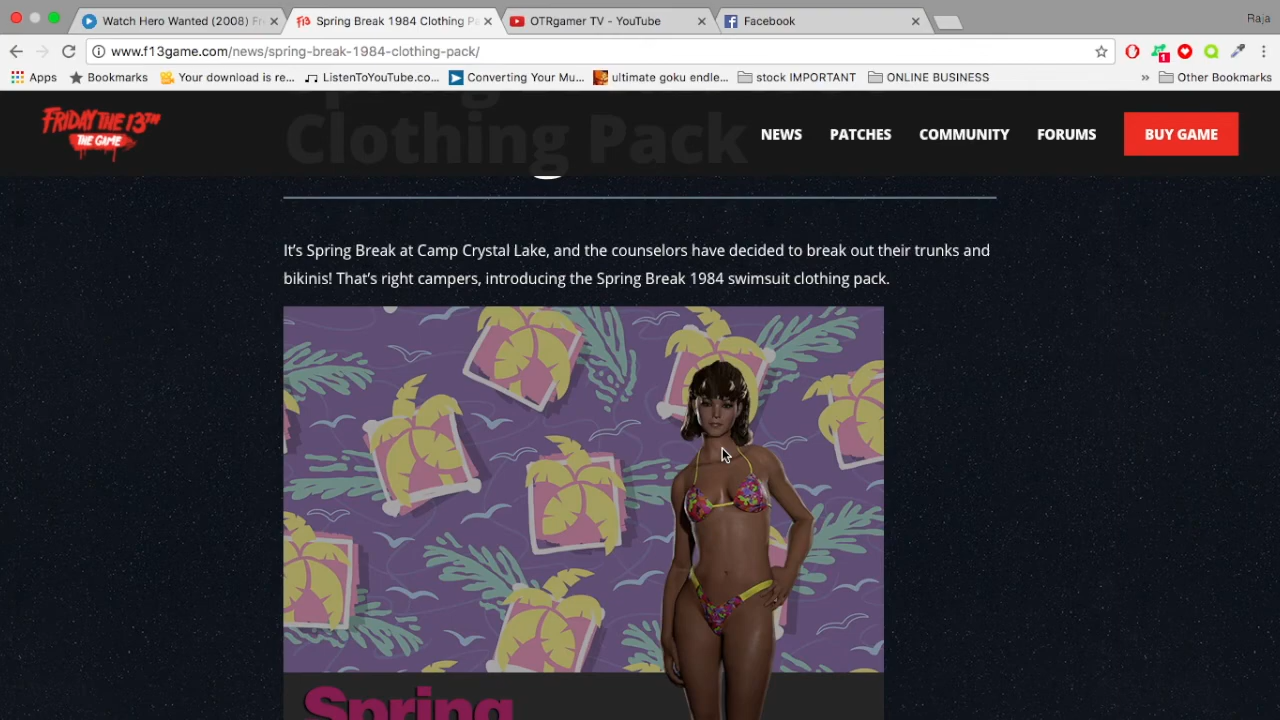 Watch Hero Wanted (2008) Fr
Spring Break 1984 Clothing Pa
OTRgamer TV - YouTube
Facebook
Raja
www.f13game.com/news/spring-break-1984-clothing-pack/
1
Apps
Bookmarks
Your download is re...
ListenToYouTube.co...
Converting Your Mu...
ultimate goku endle...
stock IMPORTANT
ONLINE BUSINESS
»
Other Bookmarks
FRIDAY THE 13TH
THE GAME
Clothing Pack
NEWS
PATCHES
COMMUNITY
FORUMS
BUY GAME
It's Spring Break at Camp Crystal Lake, and the counselors have decided to break out their trunks and
bikinis! That's right campers, introducing the Spring Break 1984 swimsuit clothing pack.
Spring